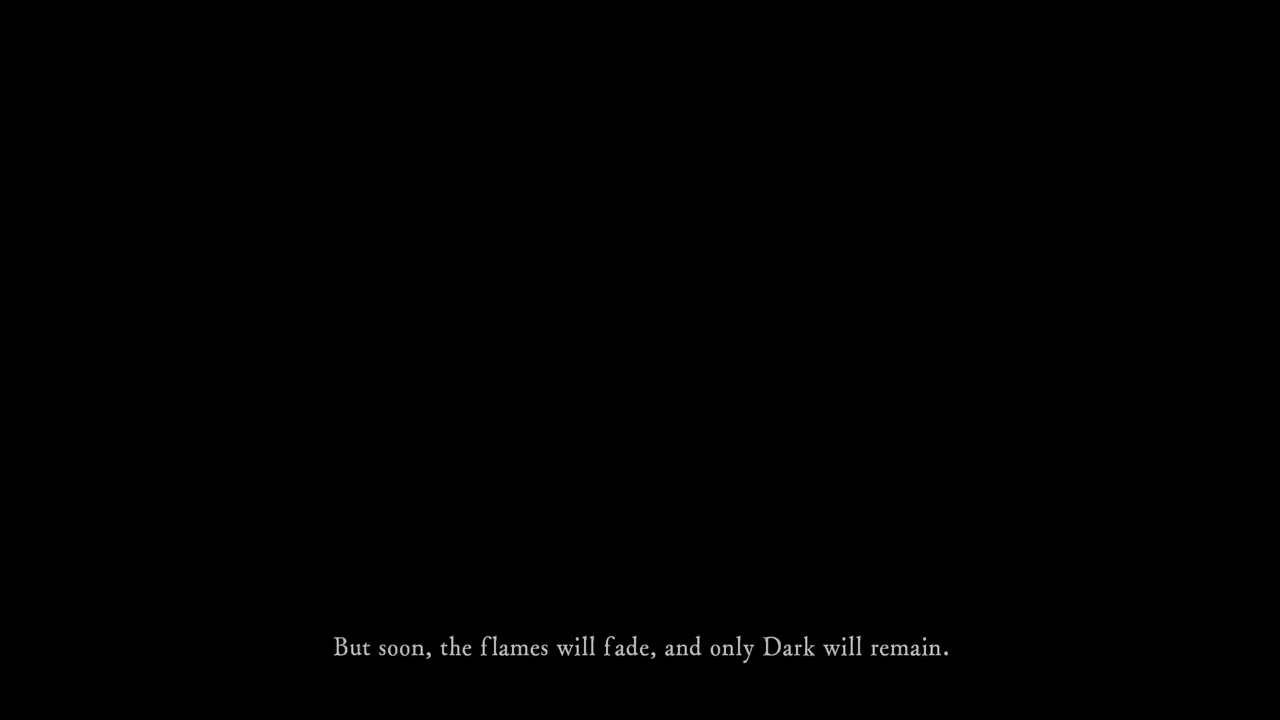 But soon, the flames will fade, and only Dark will remain.